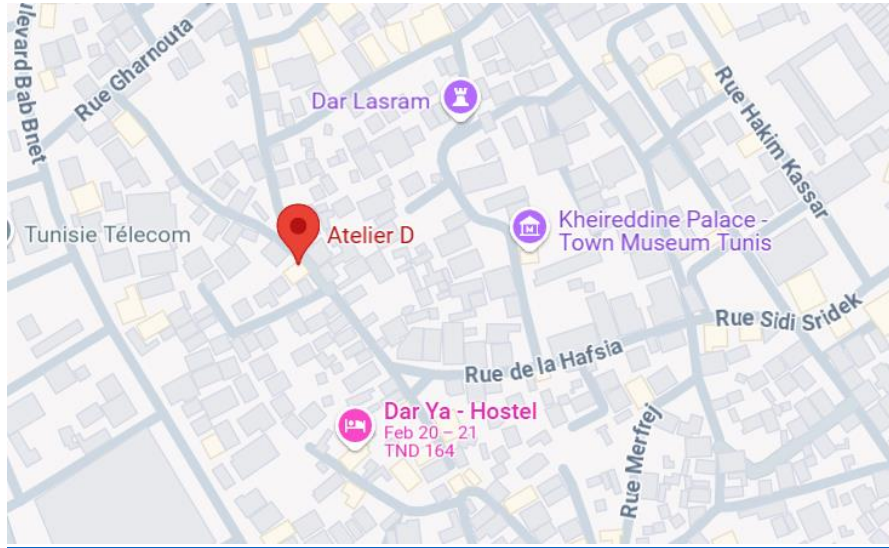 ulevard Bab Bnet
Rue Gharnouta
Dar Lasram
Rue Hakim Kassar
Tunisie Télecom
Atelier D
Kheireddine Palace -
Town Museum Tunis
Rue Sidi Sridek
Rue de la Hafsia
Dar Ya - Hostel
Feb 20 – 21
TND 164
Rue Merfrej